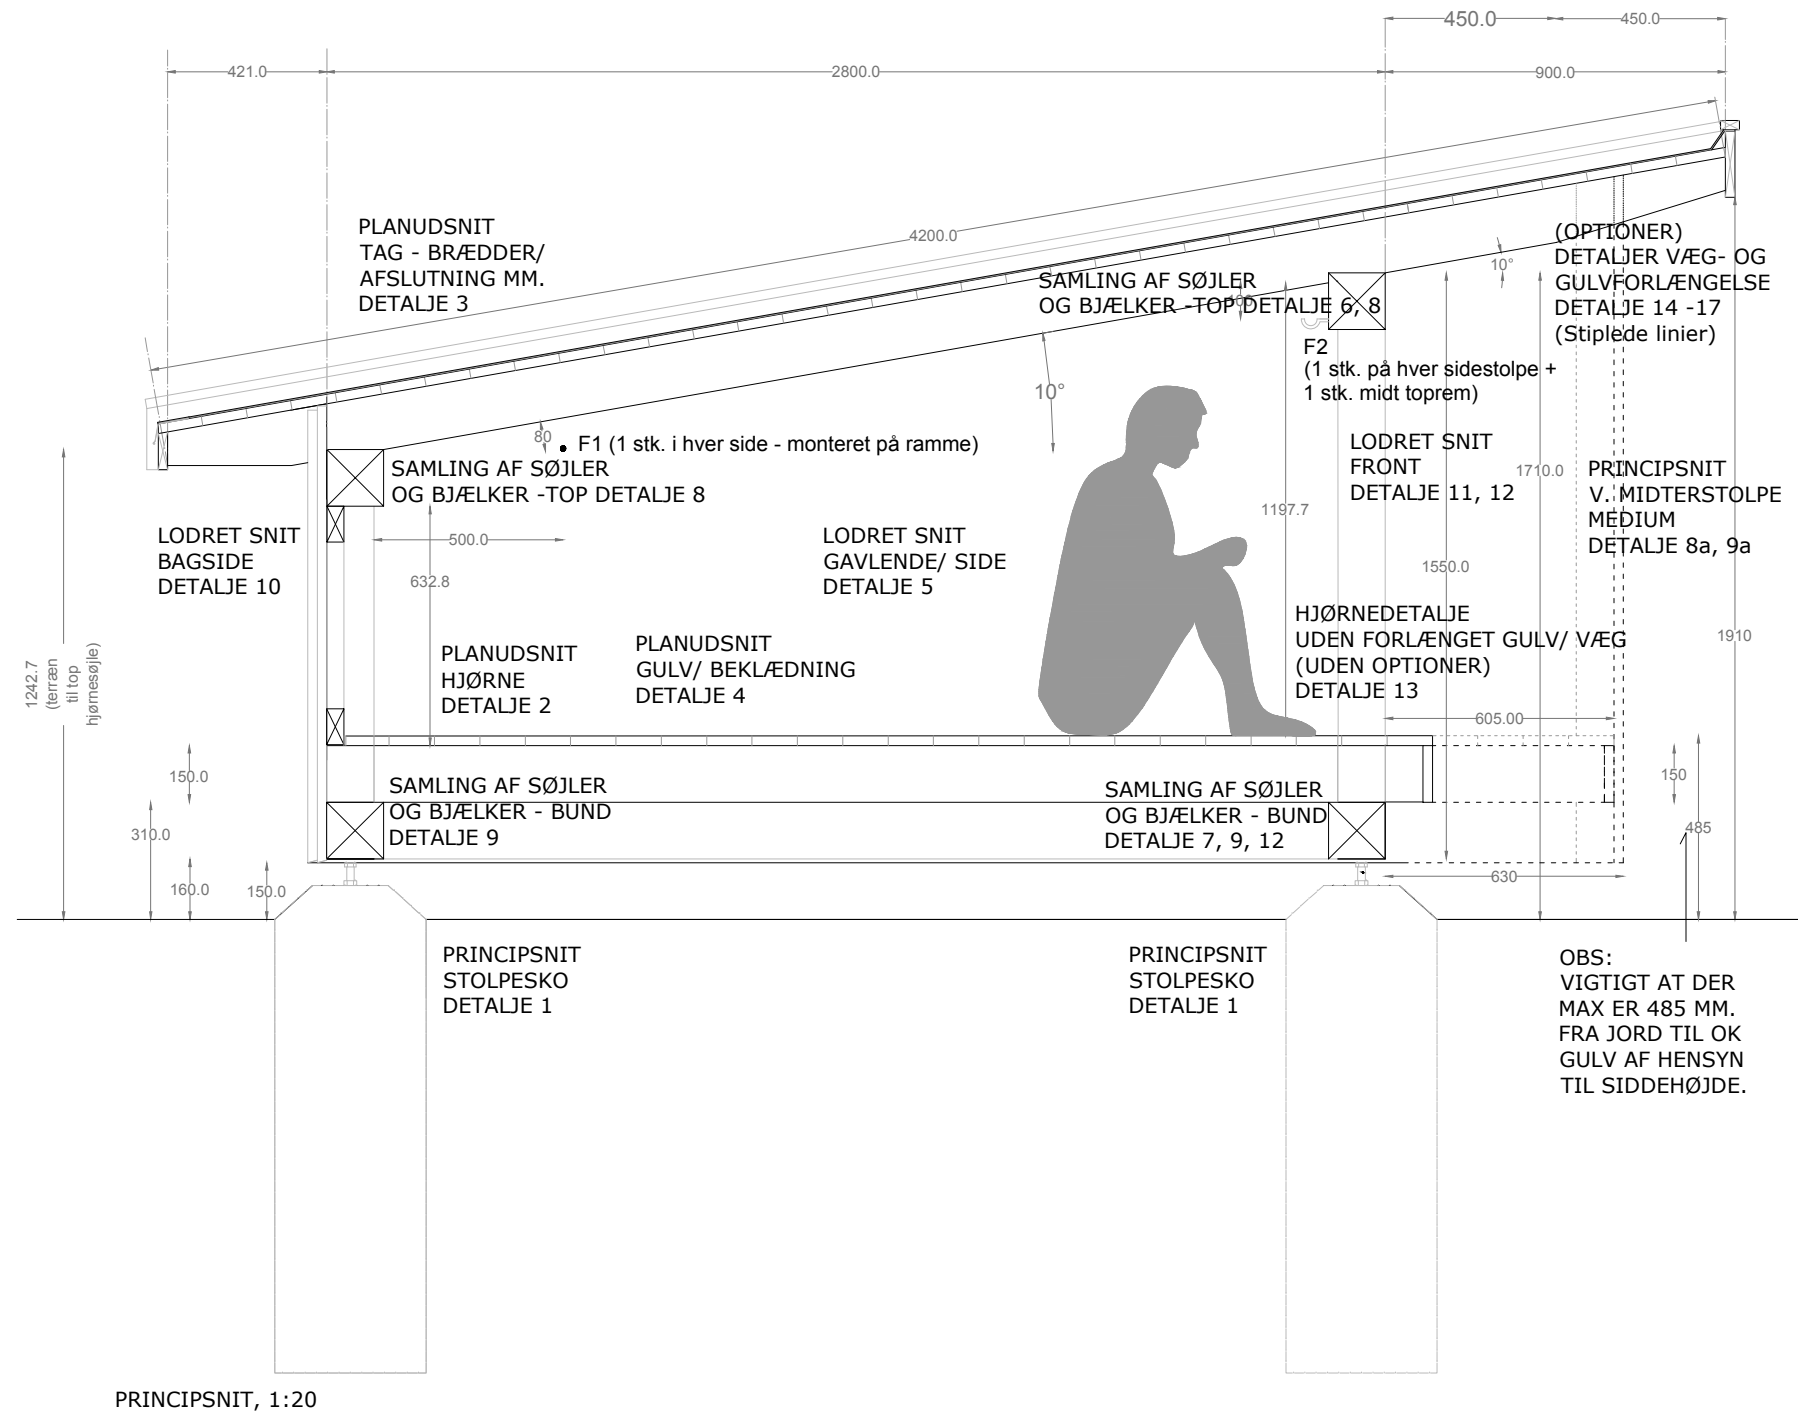 450.0
450.0
421.0
2800.0
900.0
PLANUDSNIT
TAG - BRÆDDER/
AFSLUTNING MM.
DETALJE 3
4200.0
SAMLING AF SØJLER
OG BJÆLKER -TOP DETALJE 6, 8
100
10°
(OPTIONER)
DETALJER VÆG- OG
GULVFORLÆNGELSE
DETALJE 14 -17
(Stiplede linier)
F2
(1 stk. på hver sidestolpe +
1 stk. midt toprem)
10°
80
F1 (1 stk. i hver side - monteret på ramme)
SAMLING AF SØJLER
OG BJÆLKER -TOP DETALJE 8
LODRET SNIT
FRONT
DETALJE 11, 12
1710.0
PRINCIPSNIT
V. MIDTERSTOLPE
MEDIUM
DETALJE 8a, 9a
LODRET SNIT
BAGSIDE
DETALJE 10
500.0
632.8
LODRET SNIT
GAVLENDE/ SIDE
DETALJE 5
1197.7
1550.0
HJØRNEDETALJE
UDEN FORLÆNGET GULV/ VÆG
(UDEN OPTIONER)
DETALJE 13
1910
1242.7
(terræn
til top
hjørnesøjle)
PLANUDSNIT
HJØRNE
DETALJE 2
PLANUDSNIT
GULV/ BEKLÆDNING
DETALJE 4
605.00
150.0
310.0
160.0
150.0
SAMLING AF SØJLER
OG BJÆLKER - BUND
DETALJE 9
SAMLING AF SØJLER
OG BJÆLKER - BUND
DETALJE 7, 9, 12
150
485
630
PRINCIPSNIT
STOLPESKO
DETALJE 1
PRINCIPSNIT
STOLPESKO
DETALJE 1
OBS:
VIGTIGT AT DER
MAX ER 485 MM.
FRA JORD TIL OK
GULV AF HENSYN
TIL SIDDEHØJDE.
PRINCIPSNIT, 1:20